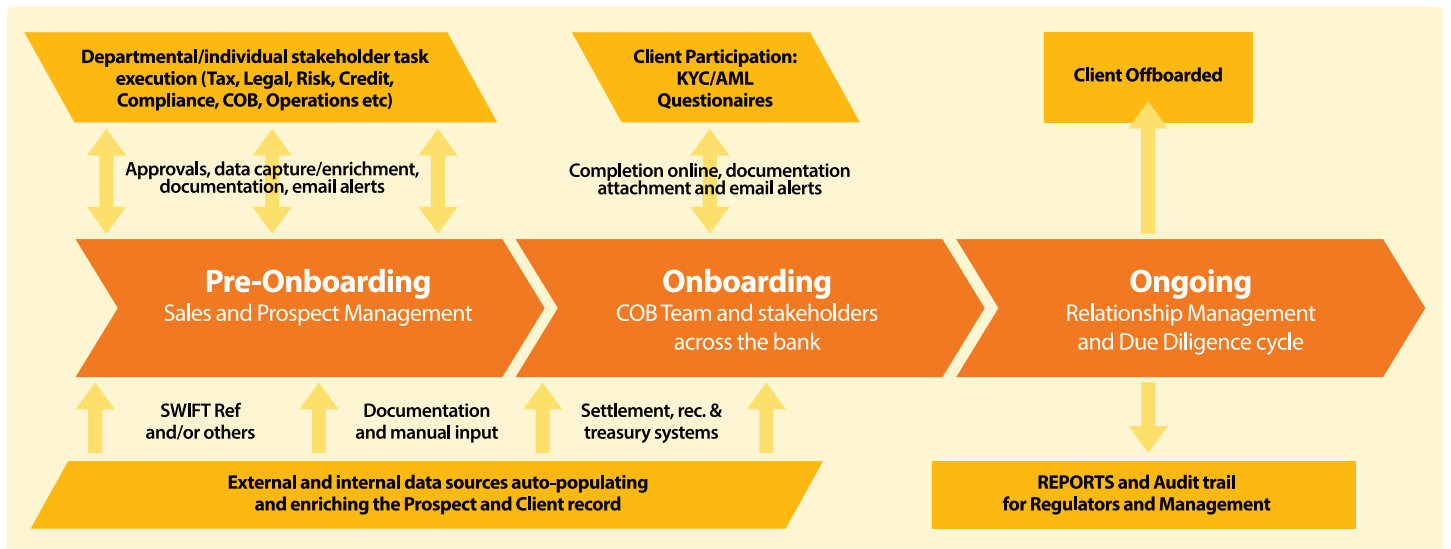 Departmental/individual stakeholder task
execution (Tax, Legal, Risk, Credit,
Compliance, COB, Operations etc)
Client Participation:
KYC/AML
Questionaires
Client Offboarded
Approvals, data capture/enrichment,
documentation, email alerts
Completion online, documentation
attachment and email alerts
Pre-Onboarding
Sales and Prospect Management
Onboarding
COB Team and stakeholders
across the bank
Ongoing
Relationship Management
and Due Diligence cycle
SWIFT Ref
and/or others
Documentation
and manual input
Settlement, rec. &
treasury systems
External and internal data sources auto-populating
and enriching the Prospect and Client record
REPORTS and Audit trail
for Regulators and Management